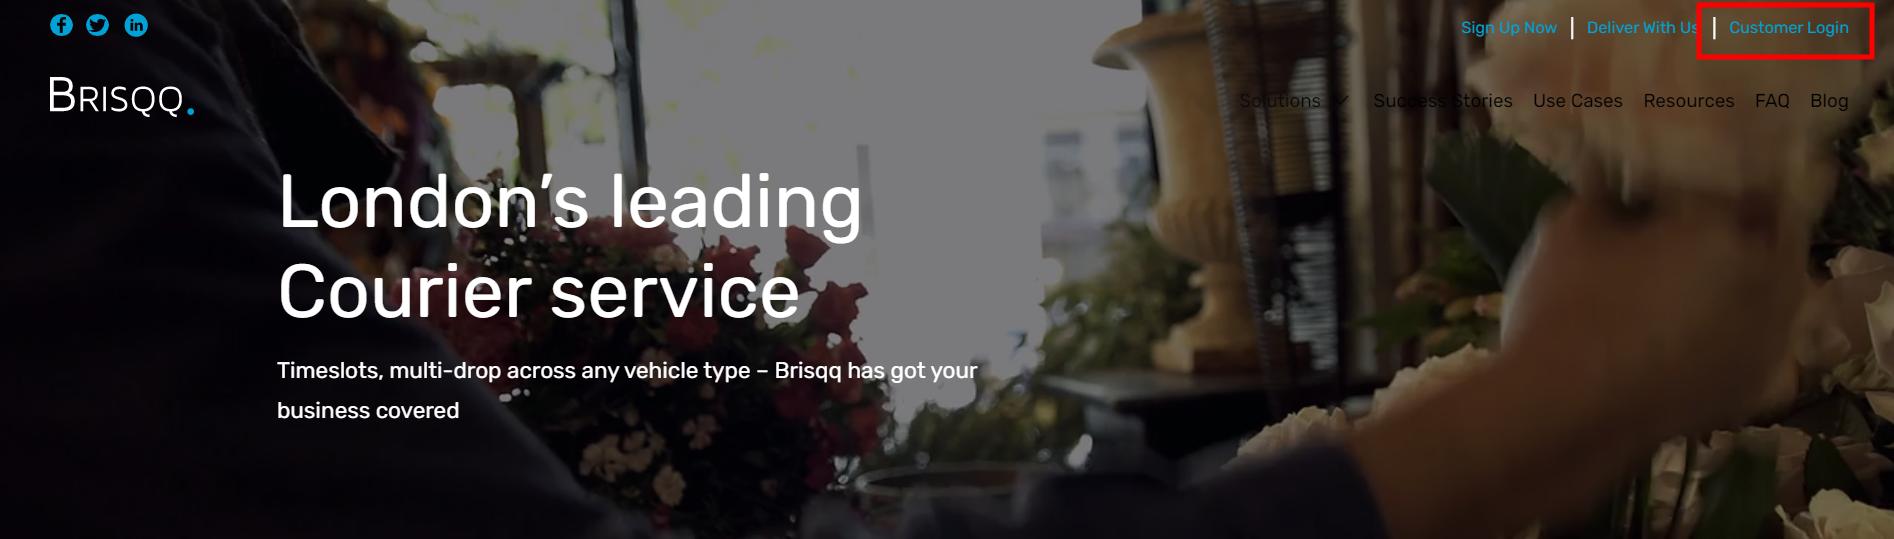 Sign Up Now | Deliver With Us | Customer Login
BRISQQ.
Solutions Success Stories Use Cases Resources FAQ Blog
London’s leading
Courier service
Timeslots, multi-drop across any vehicle type – Brisqq has got your
business covered